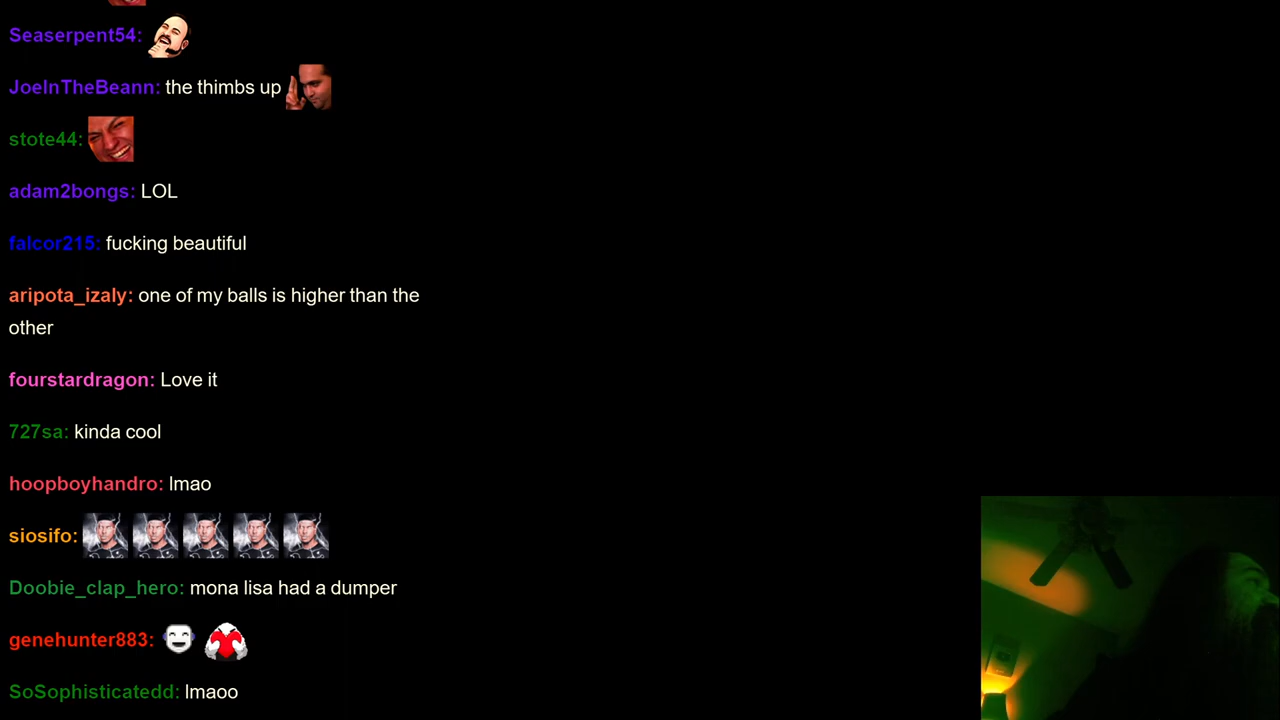 Seaserpent54:
JoeInTheBeann: the thimbs up
stote44:
adam2bongs: LOL
falcor215: fucking beautiful
aripota_izaly: one of my balls is higher than the
other
fourstardragon: Love it
727sa: kinda cool
hoopboyhandro: lmao
siosifo:
Doobie_clap_hero: mona lisa had a dumper
genehunter883:
SoSophisticatedd: lmaoo